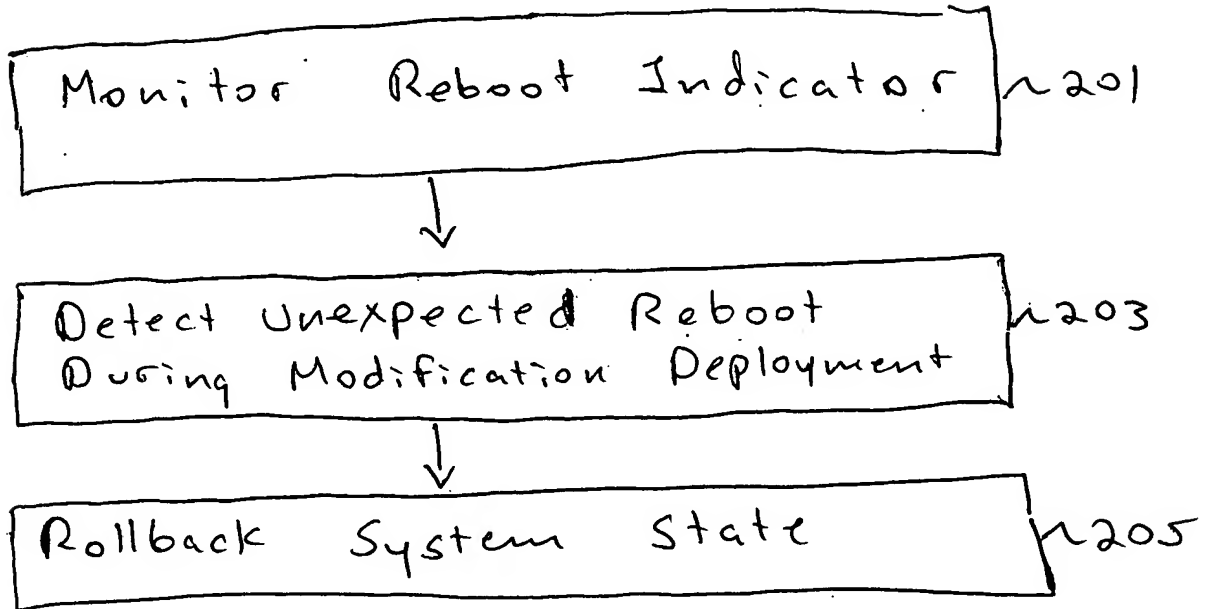 Monitor Reboot Indicator ~201
Detect Unexpected Reboot ~203
During Modification Deployment
Rollback System State ~205